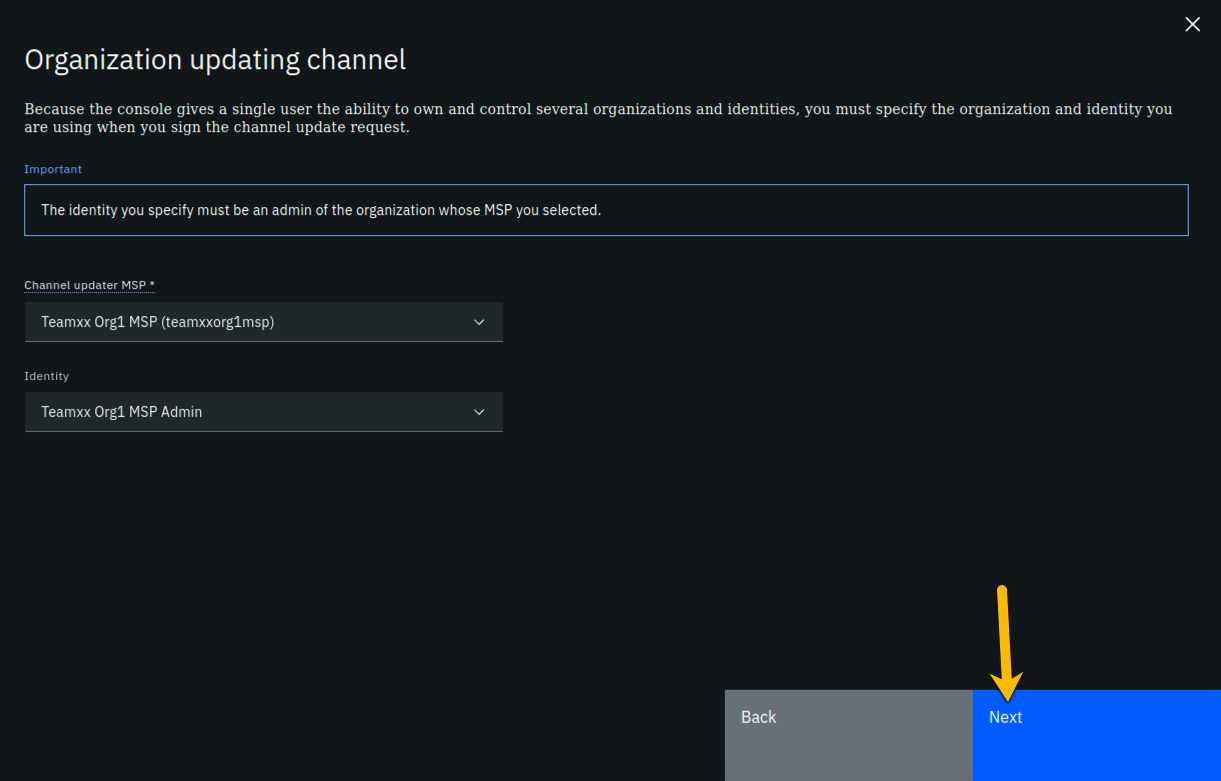 Organization updating channel
Because the console gives a single user the ability to own and control several organizations and identities, you must specify the organization and identity you
are using when you sign the channel update request.
Important
The identity you specify must be an admin of the organization whose MSP you selected.
Channel updater MSP *
Teamxx Org1 MSP (teamxxorg1msp)
Identity
Teamxx Org1 MSP Admin
Back
Next